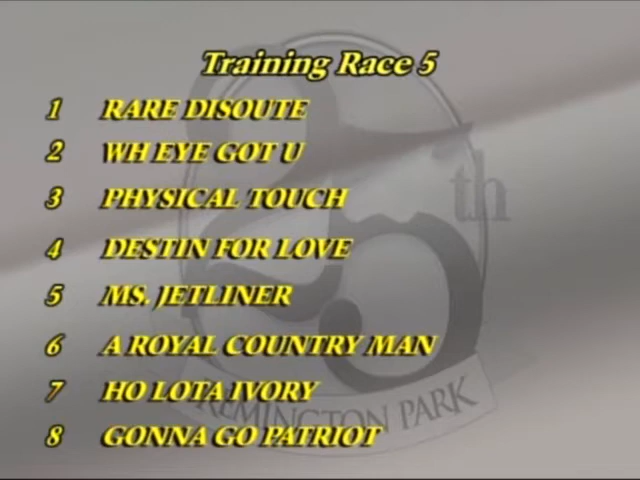 Training Race 5
1 RARE DISOUTE
2 WH EYE GOT U
3 PHYSICAL TOUCH
4 DESTIN FOR LOVE
5 MS. JETLINER
6 A ROYAL COUNTRY MAN
7 HO LOTA IVORY
8 GONNA GO PATRIOT
25th
REMINGTON PARK